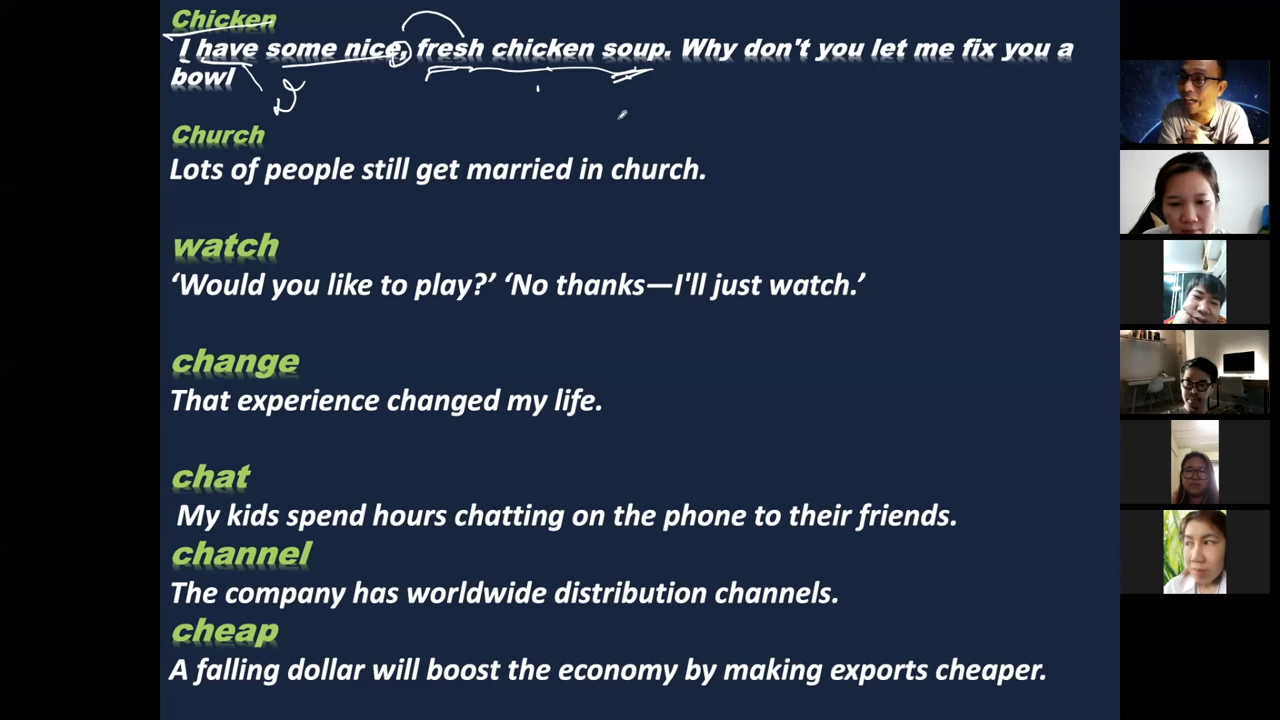 Chicken
I have some nice, fresh chicken soup. Why don't you let me fix you a
bowl
Church
Lots of people still get married in church.
watch
‘Would you like to play?’ ‘No thanks—I'll just watch.’
change
That experience changed my life.
chat
My kids spend hours chatting on the phone to their friends.
channel
The company has worldwide distribution channels.
cheap
A falling dollar will boost the economy by making exports cheaper.